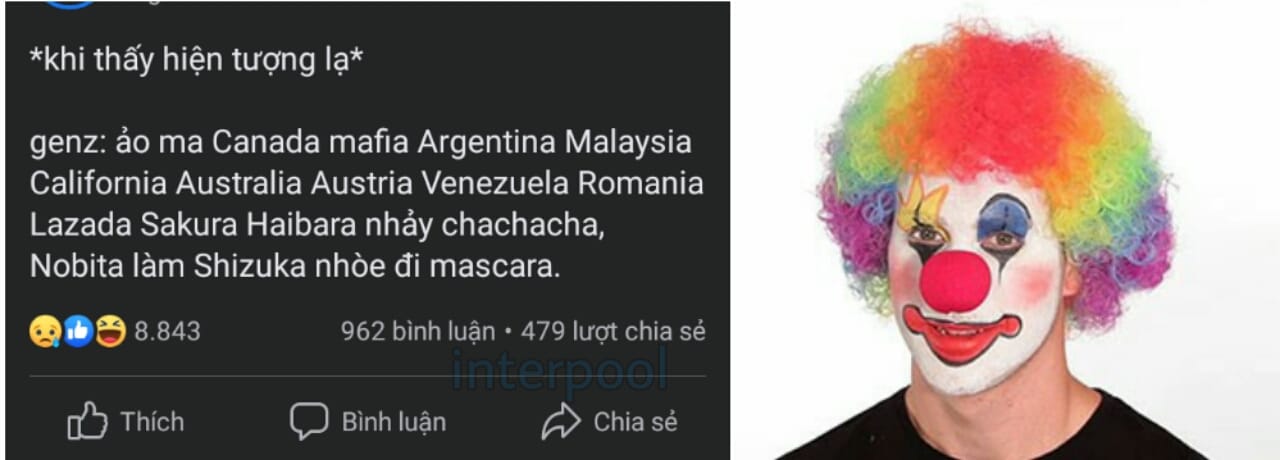 *khi thấy hiện tượng lạ*
genz: ảo ma Canada mafia Argentina Malaysia
California Australia Austria Venezuela Romania
Lazada Sakura Haibara nhảy chachacha,
Nobita làm Shizuka nhòe đi mascara.
8.843 962 bình luận • 479 lượt chia sẻ
interpool
Thích Bình luận Chia sẻ